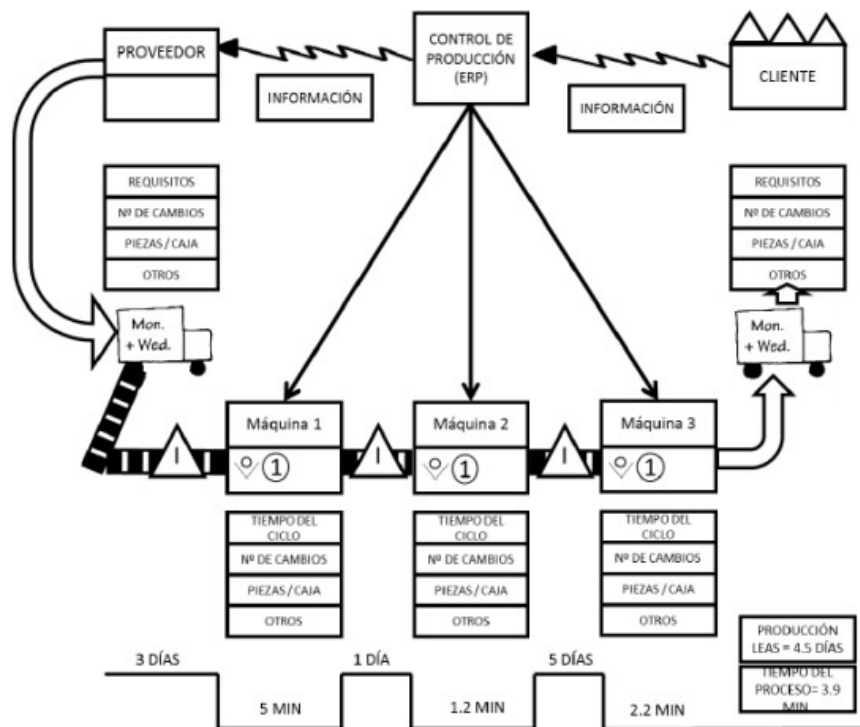 PROVEEDOR
CONTROL DE
PRODUCCIÓN
(ERP)
CLIENTE
INFORMACIÓN
INFORMACIÓN
REQUISITOS
Nº DE CAMBIOS
PIEZAS / CAJA
OTROS
REQUISITOS
Nº DE CAMBIOS
PIEZAS / CAJA
OTROS
Mon.
+ Wed.
Mon.
+ Wed.
Máquina 1
Máquina 2
Máquina 3
I
1
I
1
I
1
TIEMPO DEL
CICLO
Nº DE CAMBIOS
PIEZAS / CAJA
OTROS
TIEMPO DEL
CICLO
Nº DE CAMBIOS
PIEZAS / CAJA
OTROS
TIEMPO DEL
CICLO
Nº DE CAMBIOS
PIEZAS / CAJA
OTROS
3 DÍAS
1 DÍA
5 DÍAS
5 MIN
1.2 MIN
2.2 MIN
PRODUCCIÓN
LEAS = 4.5 DÍAS
TIEMPO DEL
PROCESO= 3.9
MIN